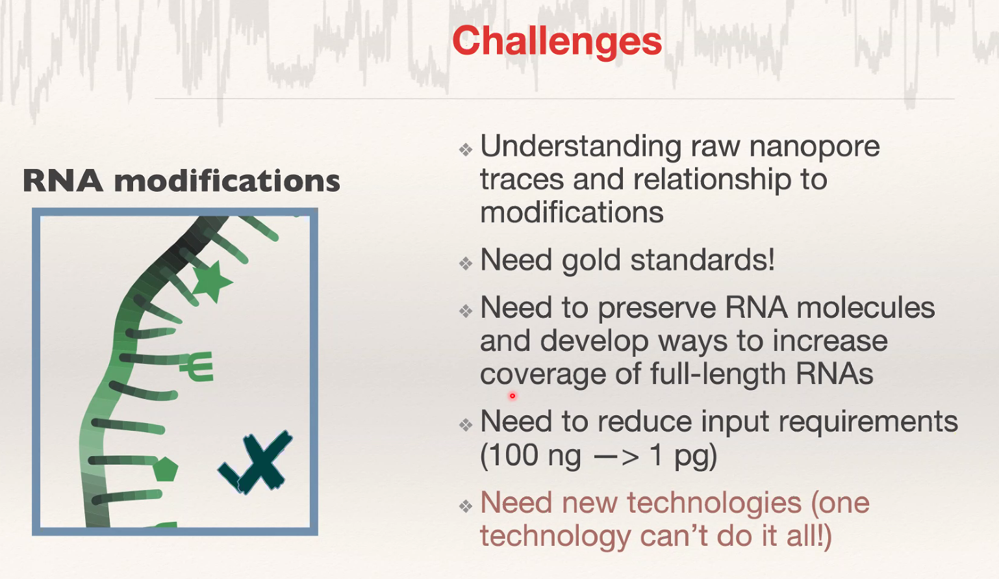 Challenges
RNA modifications
❖ Understanding raw nanopore
traces and relationship to
modifications
❖ Need gold standards!
❖ Need to preserve RNA molecules
and develop ways to increase
coverage of full-length RNAs
❖ Need to reduce input requirements
(100 ng —> 1 pg)
❖ Need new technologies (one
technology can’t do it all!)